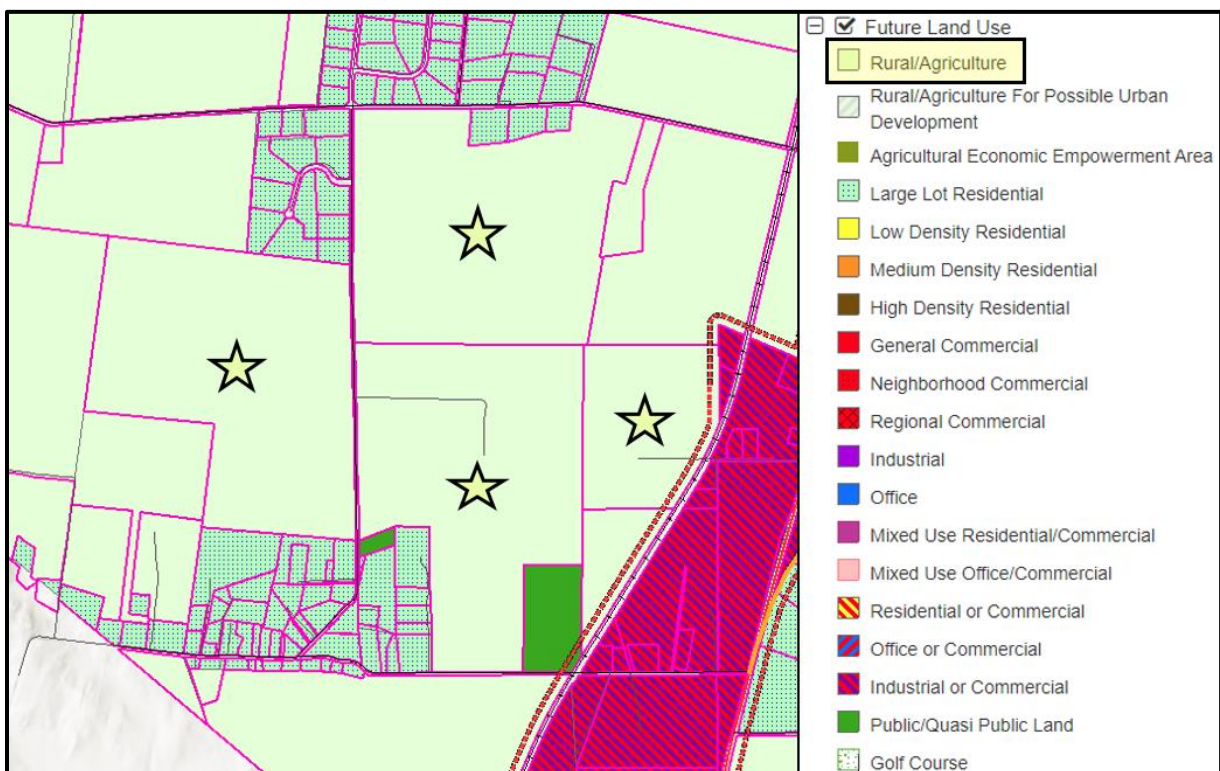 Future Land Use
Rural/Agriculture
Rural/Agriculture For Possible Urban
Development
Agricultural Economic Empowerment Area
Large Lot Residential
Low Density Residential
Medium Density Residential
High Density Residential
General Commercial
Neighborhood Commercial
Regional Commercial
Industrial
Office
Mixed Use Residential/Commercial
Mixed Use Office/Commercial
Residential or Commercial
Office or Commercial
Industrial or Commercial
Public/Quasi Public Land
Golf Course